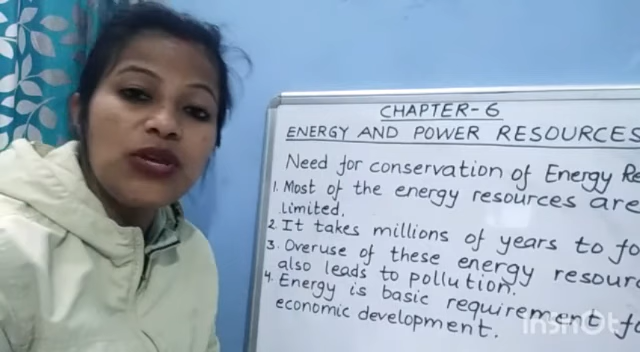 CHAPTER-6
ENERGY AND POWER RESOURCES
Need for conservation of Energy Re
1. Most of the energy resources are
limited.
2. It takes millions of years to fo
3. Overuse of these energy resour
also leads to pollution.
4. Energy is basic requirement fo
economic development.
InShOt